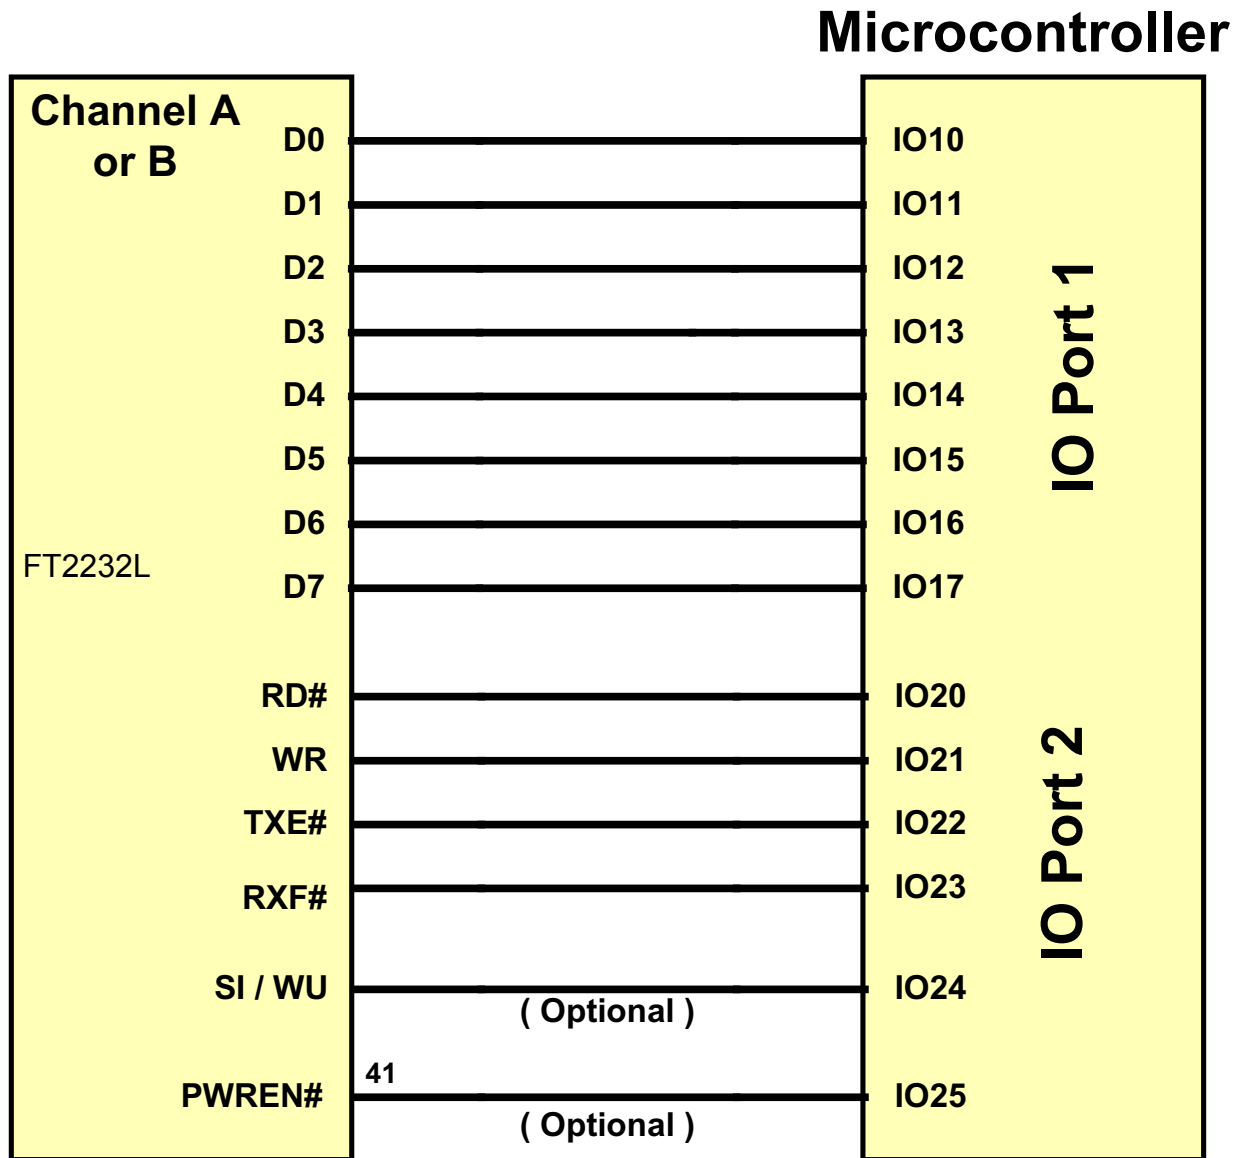 Microcontroller
Channel A
or B
D0 IO10
D1 IO11
D2 IO12
D3 IO13
D4 IO14
D5 IO15
D6 IO16
FT2232L
D7 IO17
IO Port 1
RD# IO20
WR IO21
TXE# IO22
RXF# IO23
IO Port 2
SI / WU IO24
( Optional )
41
PWREN# IO25
( Optional )